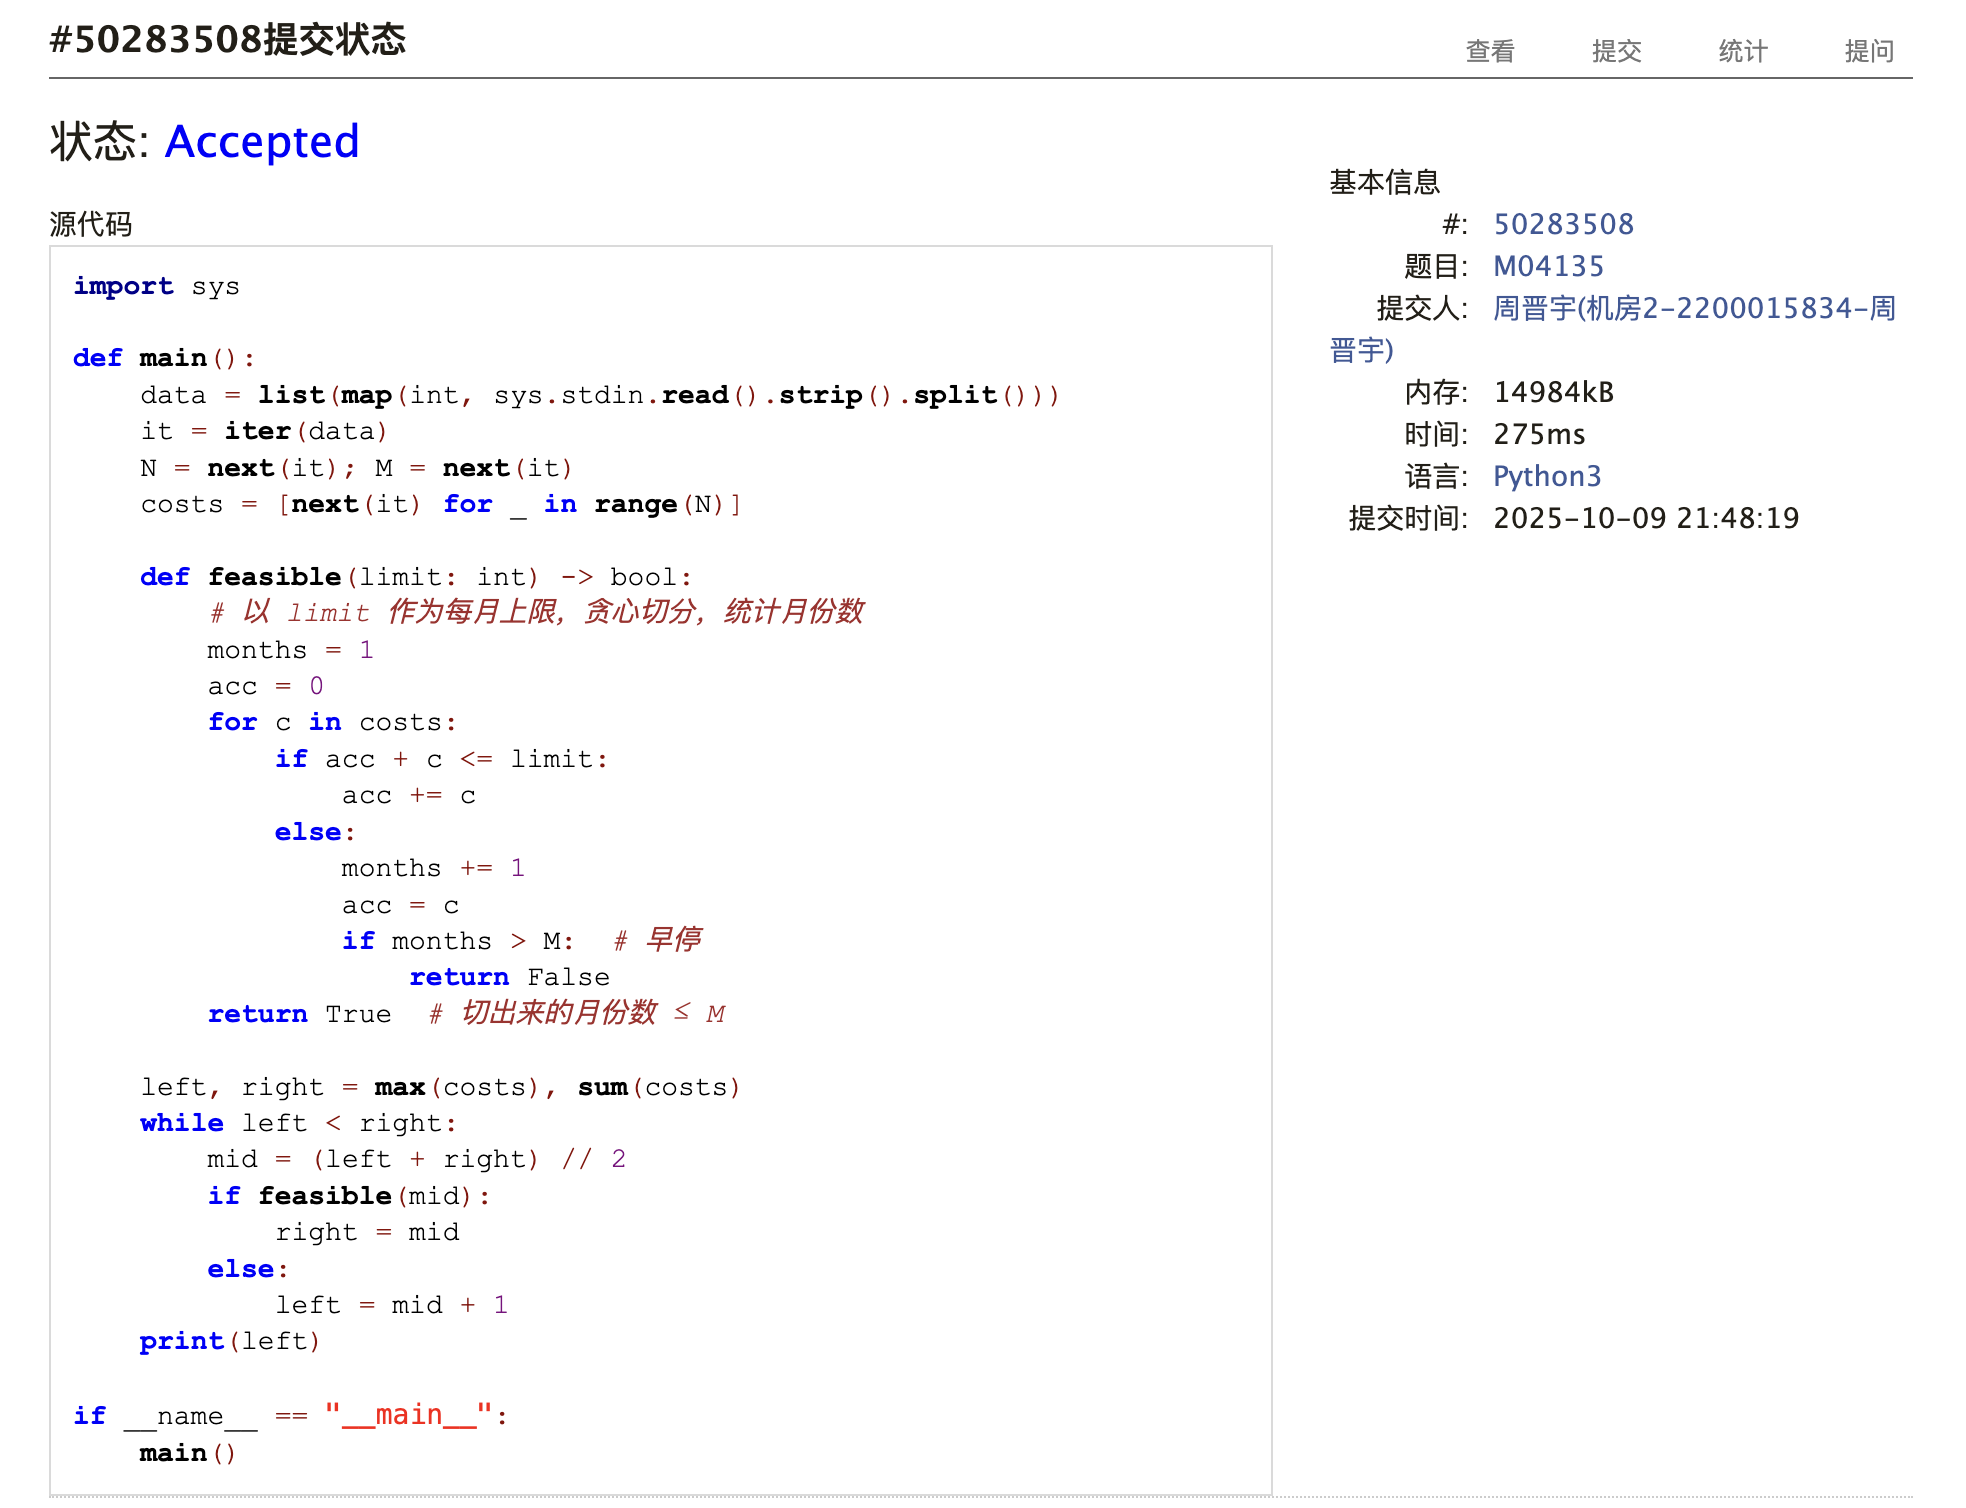 #50283508提交状态
查看 提交 统计 提问
状态: Accepted
源代码
import sys

def main():
    data = list(map(int, sys.stdin.read().strip().split()))
    it = iter(data)
    N = next(it); M = next(it)
    costs = [next(it) for _ in range(N)]

    def feasible(limit: int) -> bool:
        # 以 limit 作为每月上限，贪心切分，统计月份数
        months = 1
        acc = 0
        for c in costs:
            if acc + c <= limit:
                acc += c
            else:
                months += 1
                acc = c
                if months > M:  # 早停
                    return False
        return True  # 切出来的月份数 ≤ M

    left, right = max(costs), sum(costs)
    while left < right:
        mid = (left + right) // 2
        if feasible(mid):
            right = mid
        else:
            left = mid + 1
    print(left)

if __name__ == "__main__":
    main()
基本信息
#: 50283508
题目: M04135
提交人: 周晋宇(机房2-2200015834-周
晋宇)
内存: 14984kB
时间: 275ms
语言: Python3
提交时间: 2025-10-09 21:48:19